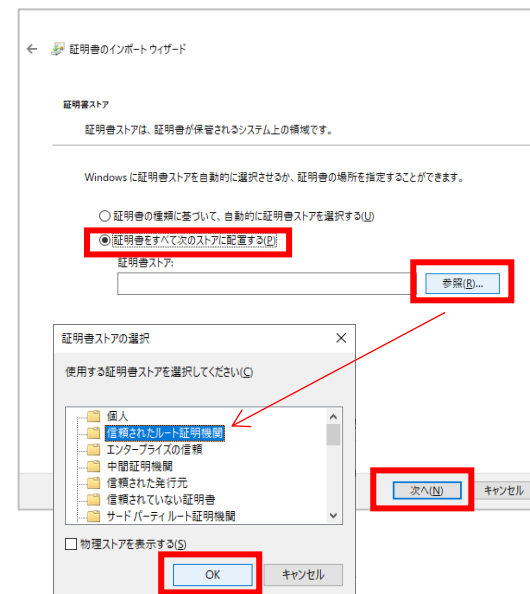 証明書のインポート ウィザード
証明書ストア
証明書ストアは、証明書が保管されるシステム上の領域です。
Windows に証明書ストアを自動的に選択させるか、証明書の場所を指定することができます。
証明書の種類に基づいて、自動的に証明書ストアを選択する(U)
証明書をすべて次のストアに配置する(P)
証明書ストア:
参照(R)...
証明書ストアの選択
使用する証明書ストアを選択してください(C)
個人
信頼されたルート証明機関
エンタープライズの信頼
中間証明機関
信頼された発行元
信頼されていない証明書
サード パーティ ルート証明機関
物理ストアを表示する(S)
OK
キャンセル
次へ(N)
キャンセル